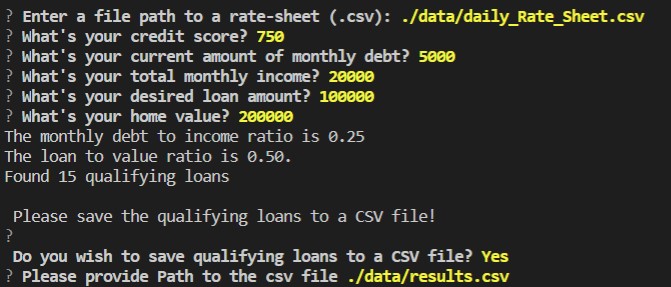 ? Enter a file path to a rate-sheet (.csv): ./data/daily_Rate_Sheet.csv
? What's your credit score? 750
? What's your current amount of monthly debt? 5000
? What's your total monthly income? 20000
? What's your desired loan amount? 100000
? What's your home value? 200000
The monthly debt to income ratio is 0.25
The loan to value ratio is 0.50.
Found 15 qualifying loans
Please save the qualifying loans to a CSV file!
?
Do you wish to save qualifying loans to a CSV file? Yes
? Please provide Path to the csv file ./data/results.csv